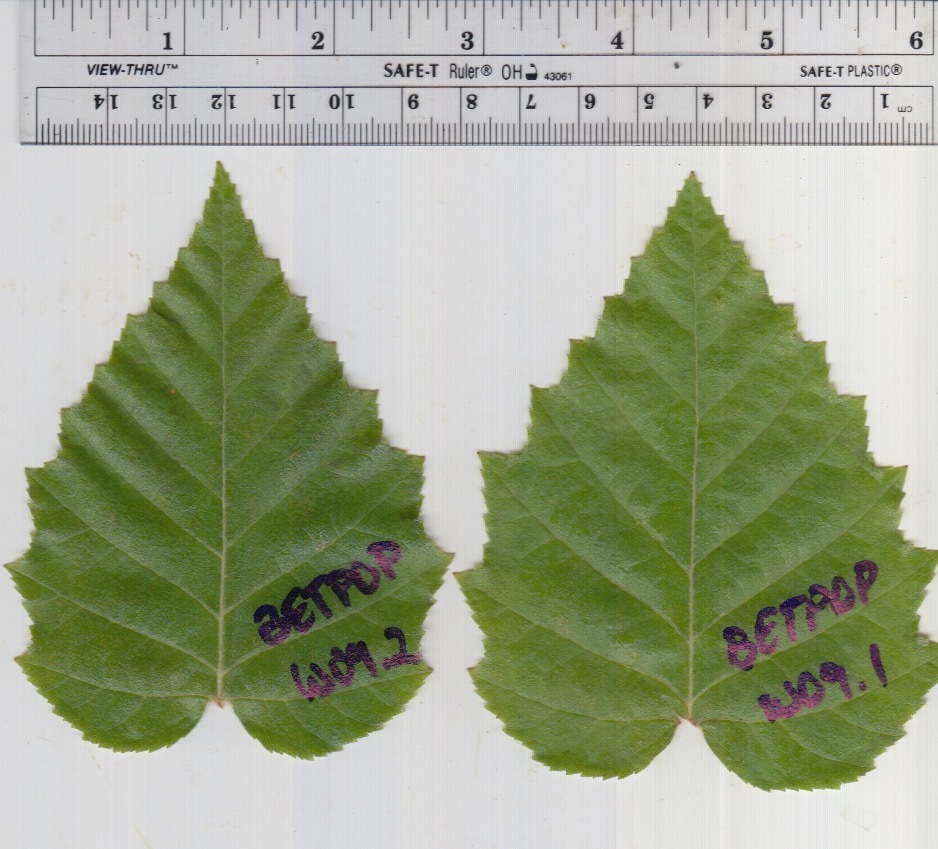 1 2 3 4 5 6
VIEW-THRU™ SAFE-T Ruler® OH 43061 SAFE-T PLASTIC®
14 13 12 11 10 9 8 7 6 5 4 3 2 1 cm
BETPOP
W09.2
BETPOP
W09.1